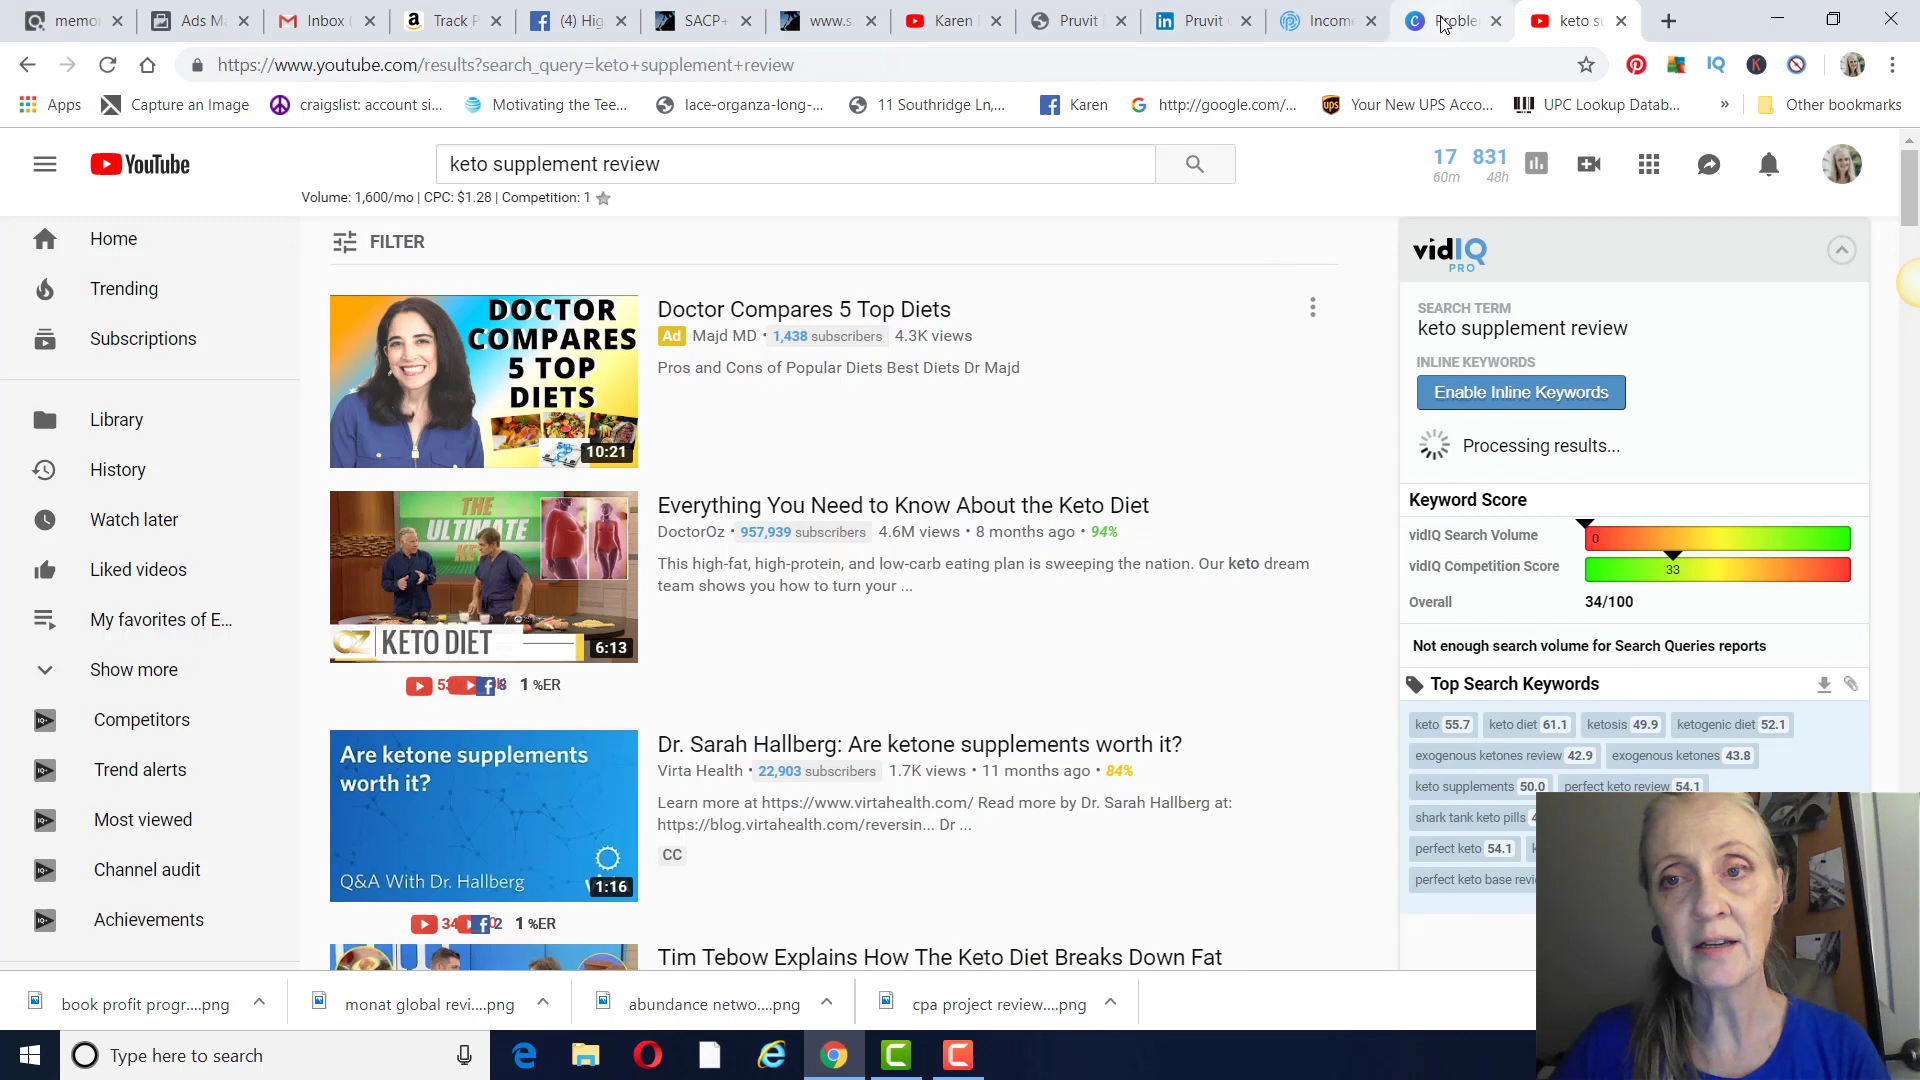 memo
Ads M
Inbox (
Track P
(4) Hig
SACP+
www.s
Karen
Pruvit
Pruvit
Incom
Proble
keto su
https://www.youtube.com/results?search_query=keto+supplement+review
Apps
Capture an Image
craigslist: account si...
Motivating the Tee...
lace-organza-long-...
11 Southridge Ln,...
Karen
http://google.com/...
Your New UPS Acco...
UPC Lookup Datab...
»
Other bookmarks
YouTube
keto supplement review
17
60m
831
48h
Volume: 1,600/mo | CPC: $1.28 | Competition: 1
Home
Trending
Subscriptions
Library
History
Watch later
Liked videos
My favorites of E...
Show more
Competitors
Trend alerts
Most viewed
Channel audit
Achievements
FILTER
DOCTOR
COMPARES
5 TOP
DIETS
10:21
Doctor Compares 5 Top Diets
Ad Majd MD • 1,438 subscribers 4.3K views
Pros and Cons of Popular Diets Best Diets Dr Majd
THE
ULTIMATE
OZ KETO DIET
6:13
Everything You Need to Know About the Keto Diet
DoctorOz • 957,939 subscribers 4.6M views • 8 months ago • 94%
This high-fat, high-protein, and low-carb eating plan is sweeping the nation. Our keto dream
team shows you how to turn your ...
1 %ER
Are ketone supplements
worth it?
Q&A With Dr. Hallberg
1:16
Dr. Sarah Hallberg: Are ketone supplements worth it?
Virta Health • 22,903 subscribers 1.7K views • 11 months ago • 84%
Learn more at https://www.virtahealth.com/ Read more by Dr. Sarah Hallberg at:
https://blog.virtahealth.com/reversin... Dr ...
CC
1 %ER
Tim Tebow Explains How The Keto Diet Breaks Down Fat
vidIQ
PRO
SEARCH TERM
keto supplement review
INLINE KEYWORDS
Enable Inline Keywords
Processing results...
Keyword Score
vidIQ Search Volume
0
vidIQ Competition Score
33
Overall
34/100
Not enough search volume for Search Queries reports
Top Search Keywords
keto 55.7
keto diet 61.1
ketosis 49.9
ketogenic diet 52.1
exogenous ketones review 42.9
exogenous ketones 43.8
keto supplements 50.0
perfect keto review 54.1
shark tank keto pills
perfect keto 54.1
perfect keto base revi
book profit progr....png
monat global revi....png
abundance netwo....png
cpa project review....png
Type here to search